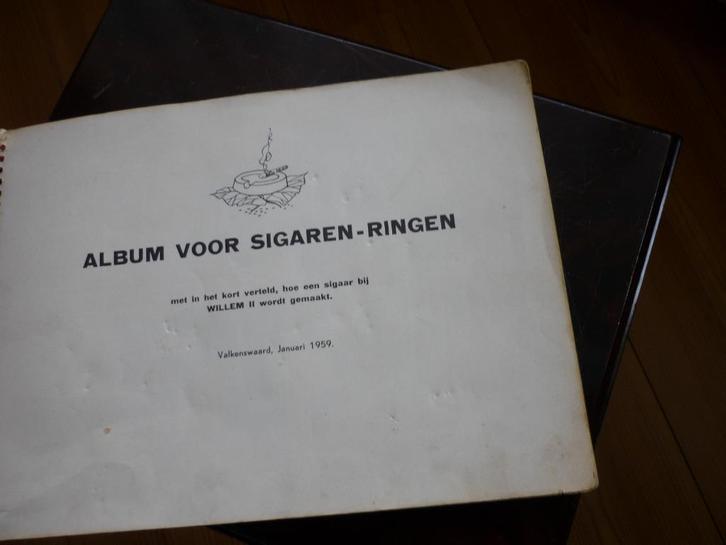 ALBUM VOOR SIGAREN-RINGEN
met in het kort verteld, hoe een sigaar bij
WILLEM II wordt gemaakt.
Valkenswaard, Januari 1959.